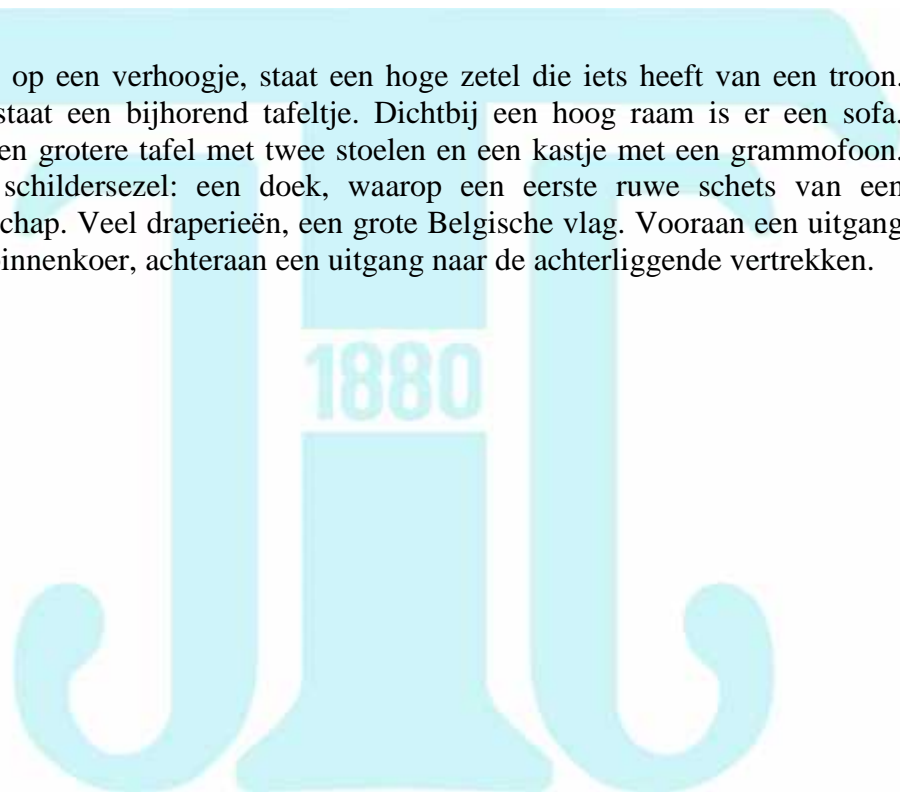 op een verhoogje, staat een hoge zetel die iets heeft van een troon.
staat een bijhorend tafeltje. Dichtbij een hoog raam is er een sofa.
en grotere tafel met twee stoelen en een kastje met een grammofoon.
schildersezel: een doek, waarop een eerste ruwe schets van een
chap. Veel draperieën, een grote Belgische vlag. Vooraan een uitgang
binnenkoer, achteraan een uitgang naar de achterliggende vertrekken.
1880